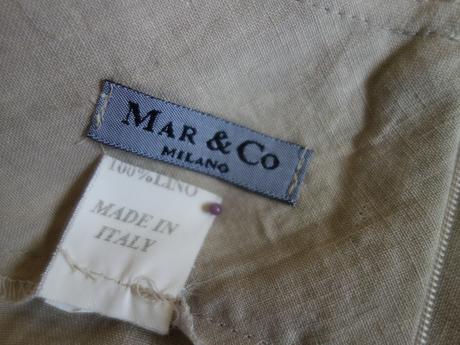 MAR & CO
MILANO
100%LINO
MADE IN
ITALY